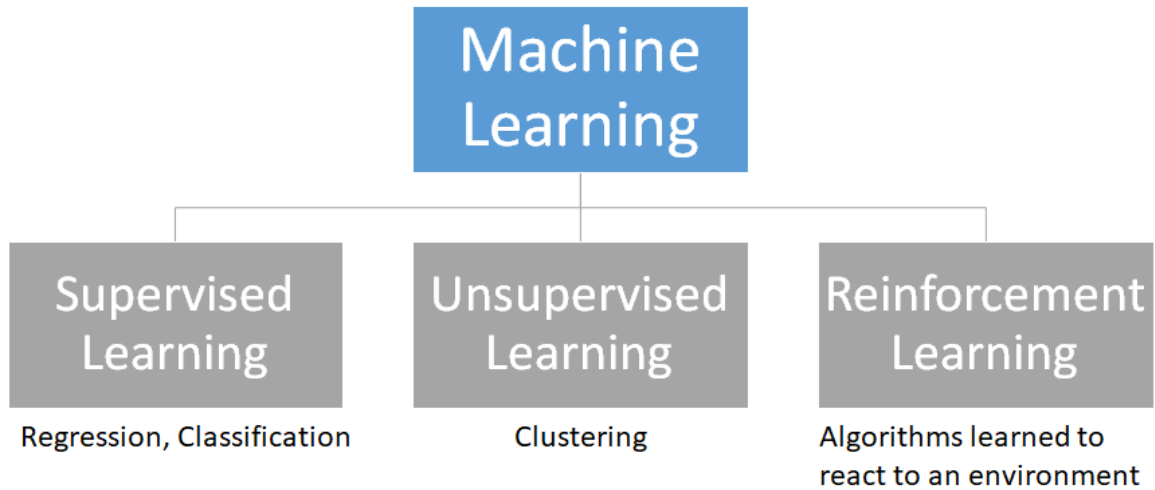 Machine
Learning
Supervised
Learning
Unsupervised
Learning
Reinforcement
Learning
Regression, Classification
Clustering
Algorithms learned to
react to an environment